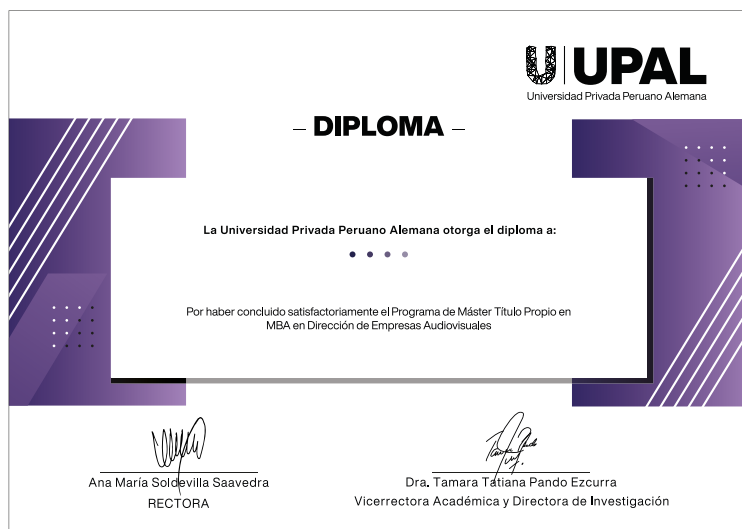 UPAL
Universidad Privada Peruano Alemana
– DIPLOMA –
La Universidad Privada Peruano Alemana otorga el diploma a:
Por haber concluido satisfactoriamente el Programa de Máster Título Propio en
MBA en Dirección de Empresas Audiovisuales
Ana María Soldevilla Saavedra
RECTORA
Dra. Tamara Tatiana Pando Ezcurra
Vicerrectora Académica y Directora de Investigación